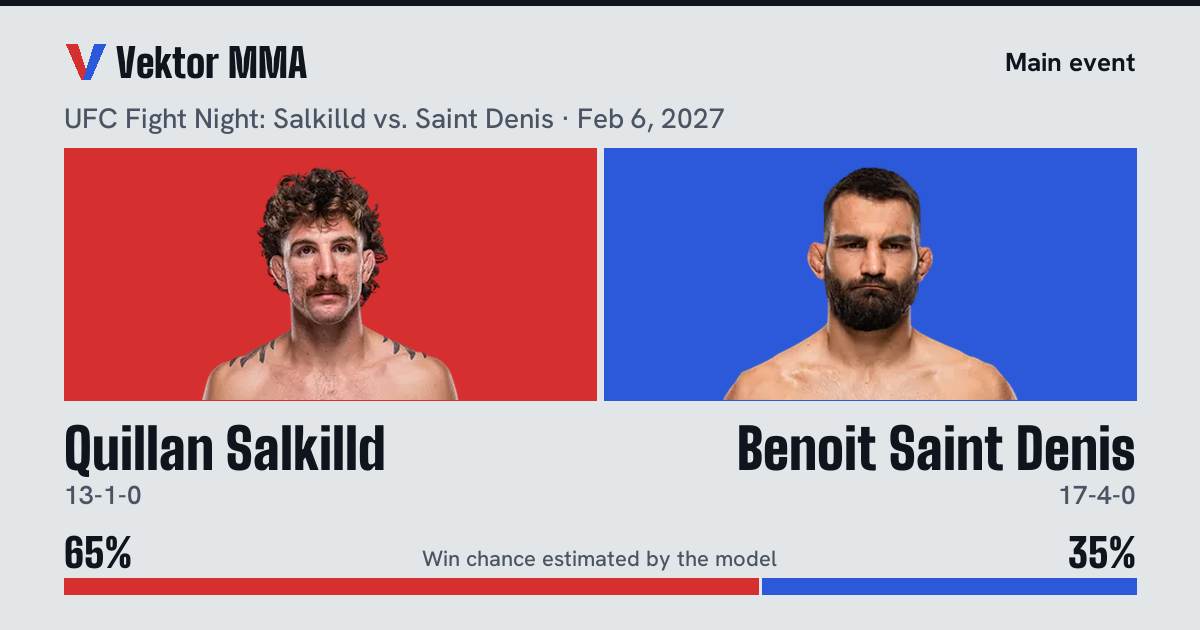 Vektor MMA
Main event
UFC Fight Night: Salkilld vs. Saint Denis · Feb 6, 2027
Quillan Salkilld
Benoit Saint Denis
13-1-0
17-4-0
65%
Win chance estimated by the model
35%